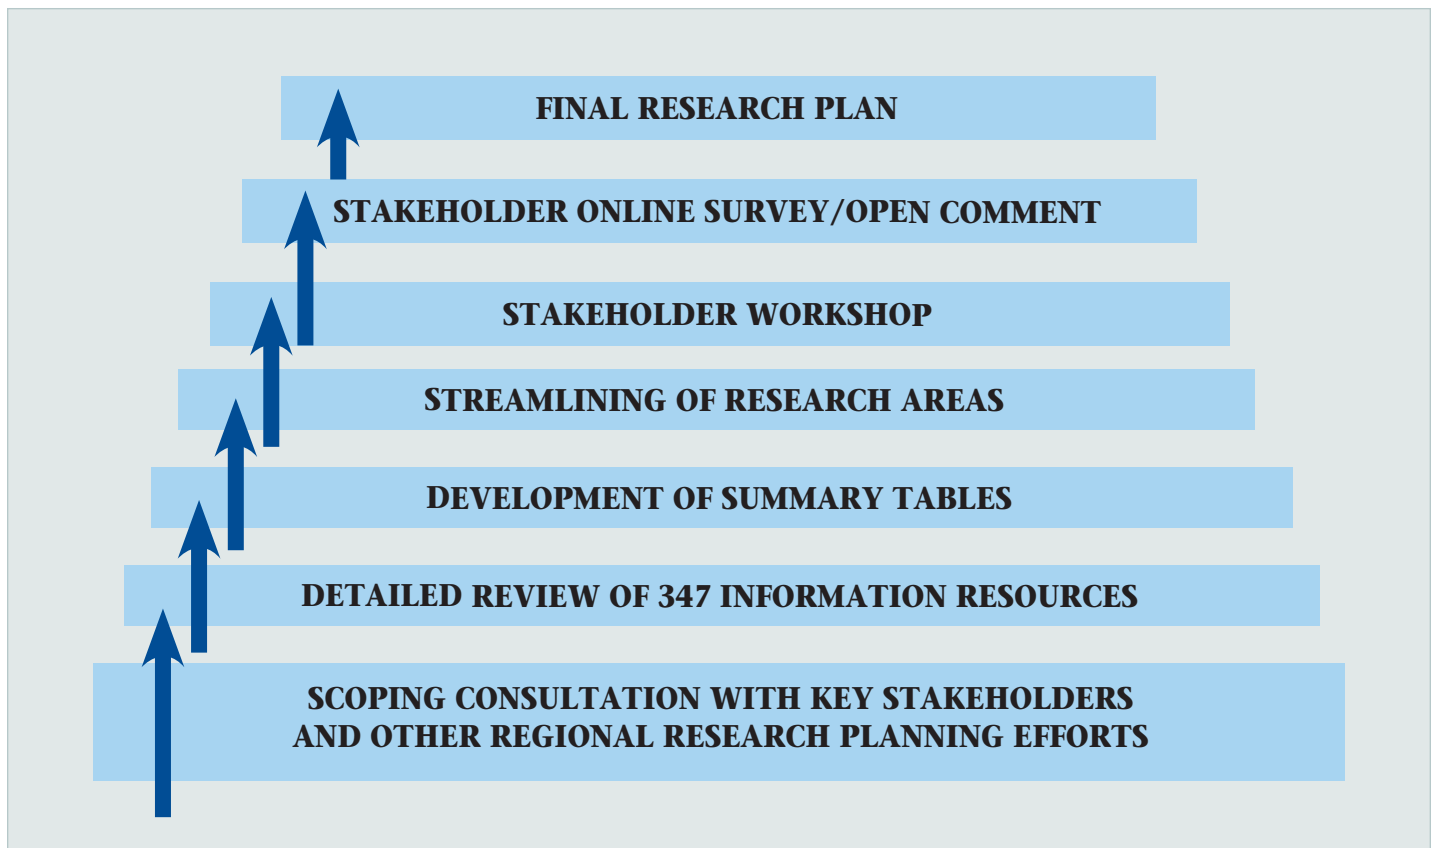 FINAL RESEARCH PLAN
STAKEHOLDER ONLINE SURVEY/OPEN COMMENT
STAKEHOLDER WORKSHOP
STREAMLINING OF RESEARCH AREAS
DEVELOPMENT OF SUMMARY TABLES
DETAILED REVIEW OF 347 INFORMATION RESOURCES
SCOPING CONSULTATION WITH KEY STAKEHOLDERS
AND OTHER REGIONAL RESEARCH PLANNING EFFORTS